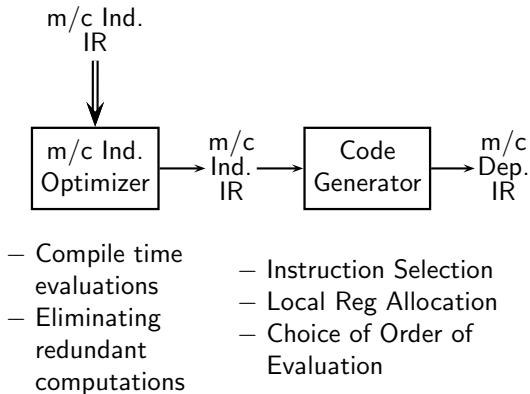 m/c Ind.
IR
m/c Ind.
Optimizer
m/c
Ind.
IR
Code
Generator
m/c
Dep.
IR
– Compile time
evaluations
– Eliminating
redundant
computations
– Instruction Selection
– Local Reg Allocation
– Choice of Order of
Evaluation